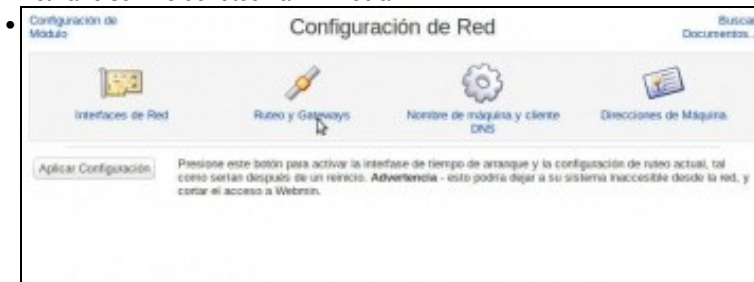 Configuración de
Módulo
Configuración de Red
Buscar
Documentos..
Interfaces de Red
Ruteo y Gateways
Nombre de máquina y cliente
DNS
Direcciones de Máquina
Aplicar Configuración
Presione este botón para activar la interfase de tiempo de arranque y la configuración de ruteo actual, tal
como serían después de un reinicio. Advertencia - esto podría dejar a su sistema inaccesible desde la red, y
cortar el acceso a Webmin.